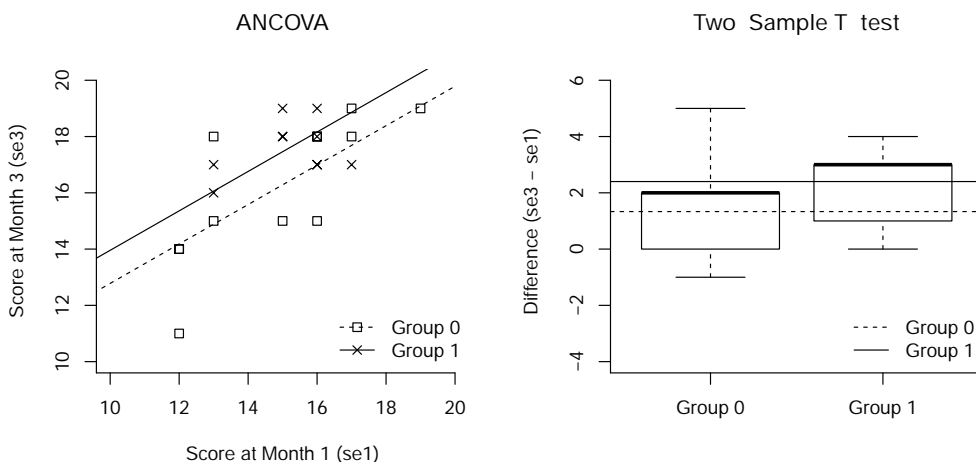 ANCOVA
Score at Month 3 (se3)
20
18
16
14
12
10
Group 0
Group 1
10 12 14 16 18 20
Score at Month 1 (se1)
Two Sample T test
Difference (se3 − se1)
6
4
2
0
−2
−4
Group 0
Group 1
Group 0 Group 1